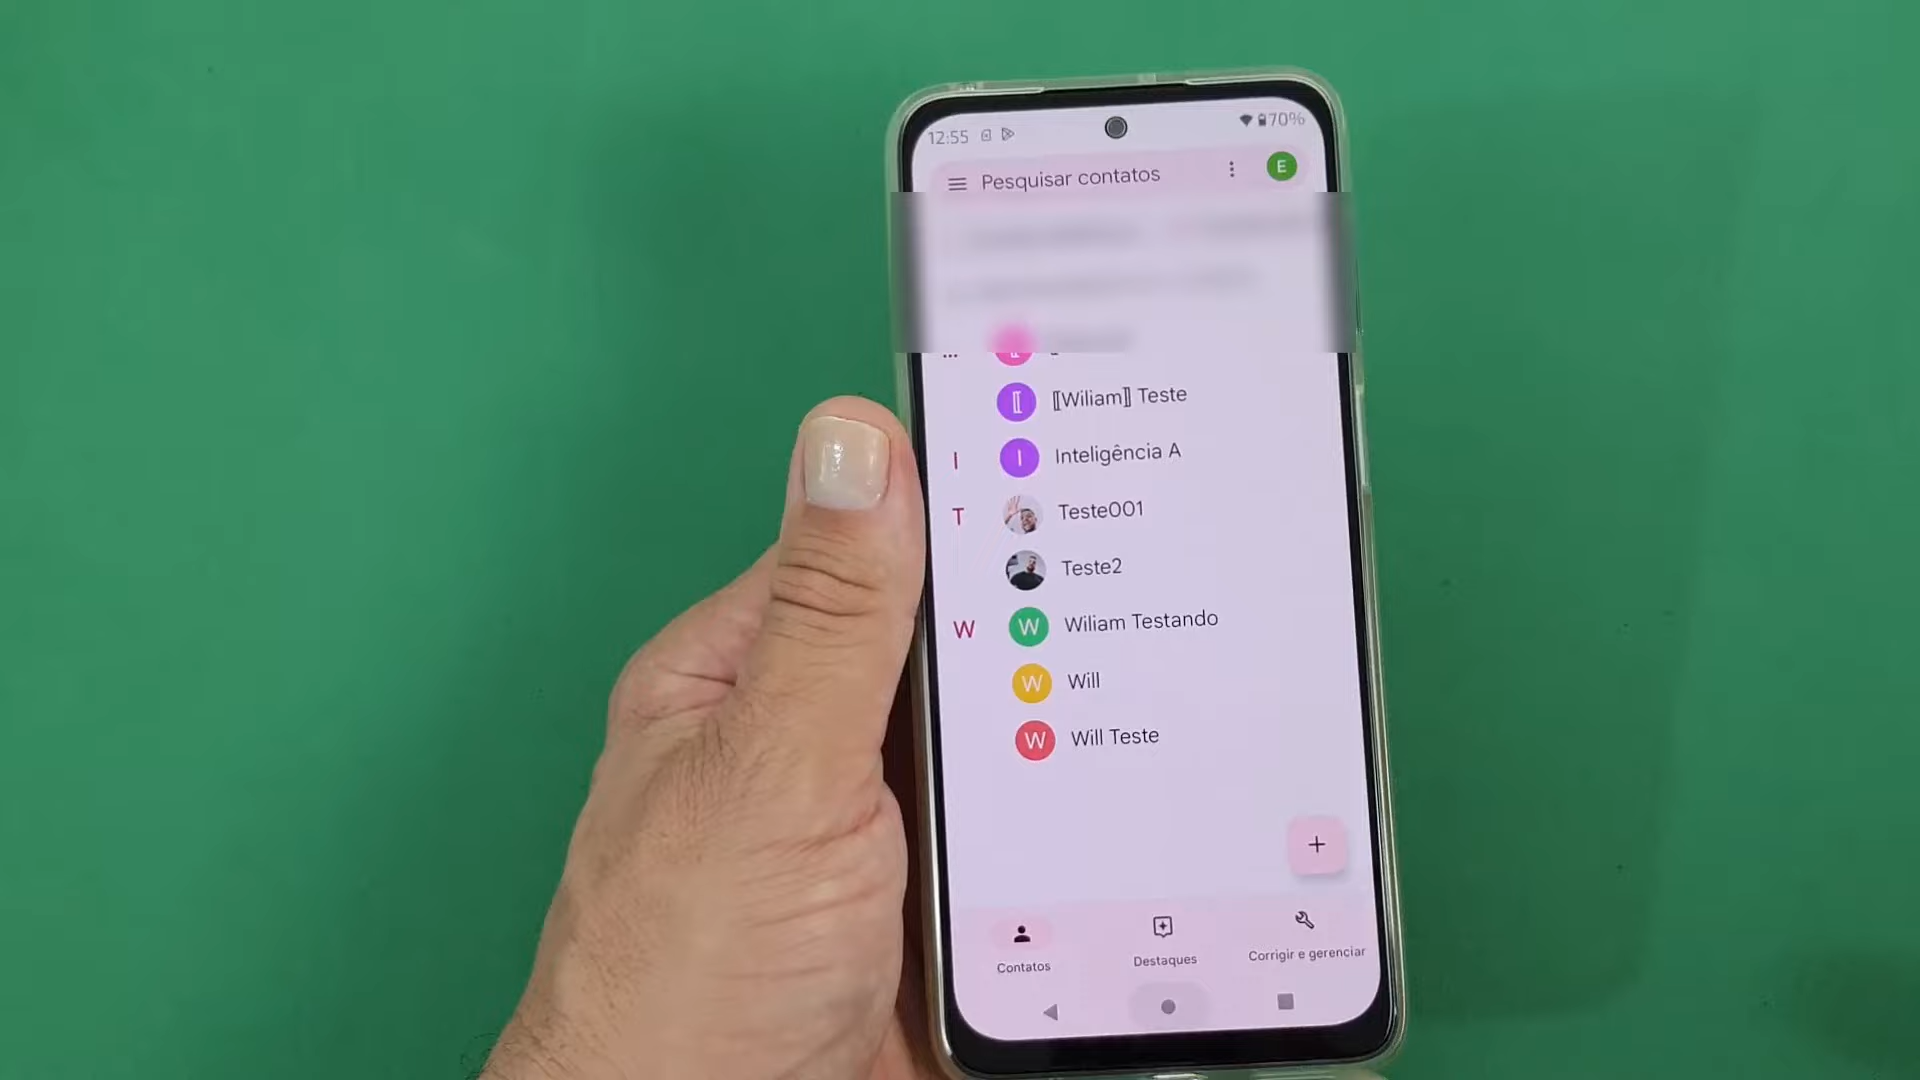 12:55 70%
Pesquisar contatos E
⟦Wiliam⟧ Teste
I I Inteligência A
T Teste001
Teste2
W W Wiliam Testando
W Will
W Will Teste
+
Contatos Destaques Corrigir e gerenciar